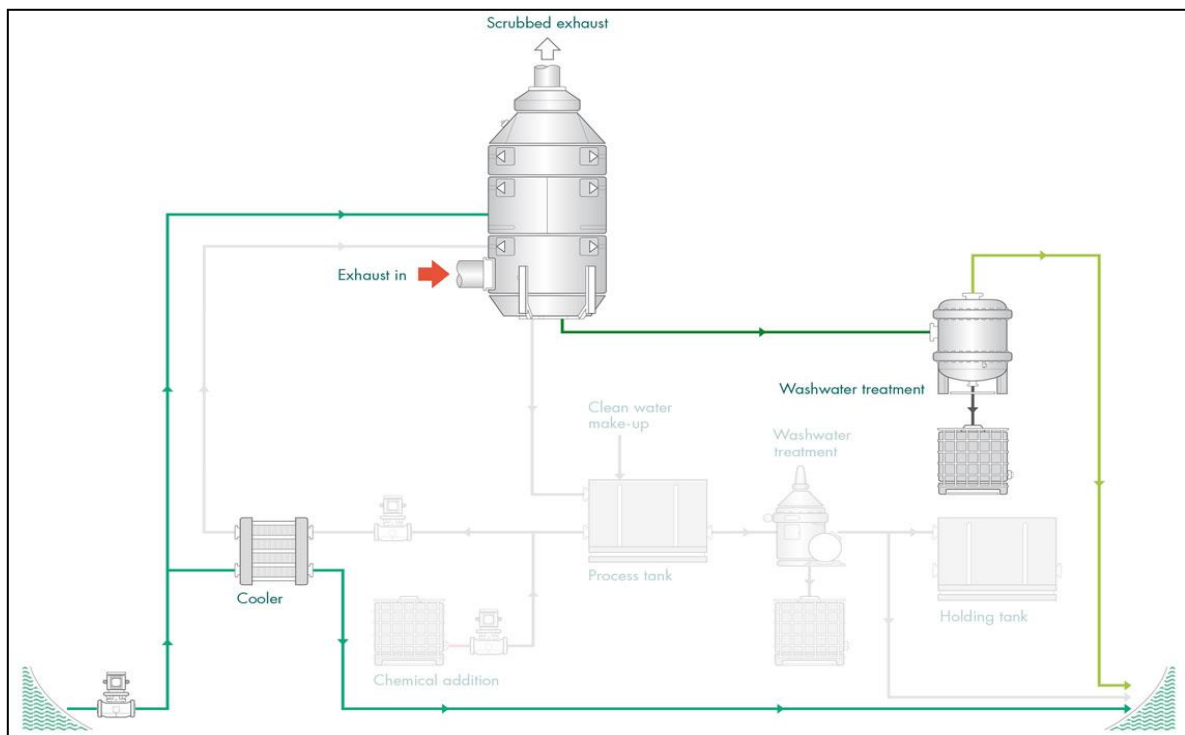 Scrubbed exhaust
Exhaust in
Washwater treatment
Clean water
make-up
Washwater
treatment
Process tank
Cooler
Holding tank
Chemical addition